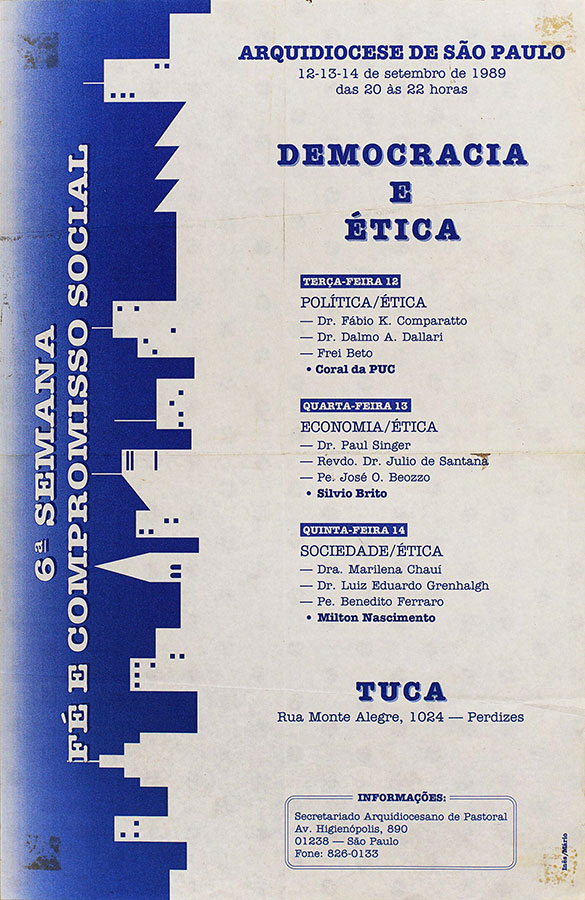 ARQUIDIOCESE DE SÃO PAULO
12-13-14 de setembro de 1989
das 20 às 22 horas
DEMOCRACIA
E
ÉTICA
6ª SEMANA
FÉ E COMPROMISSO SOCIAL
TERÇA-FEIRA 12
POLÍTICA/ÉTICA
— Dr. Fábio K. Comparatto
— Dr. Dalmo A. Dallari
— Frei Beto
• Coral da PUC
QUARTA-FEIRA 13
ECONOMIA/ÉTICA
— Dr. Paul Singer
— Revdo. Dr. Julio de Santana
— Pe. José O. Beozzo
• Silvio Brito
QUINTA-FEIRA 14
SOCIEDADE/ÉTICA
— Dra. Marilena Chauí
— Dr. Luiz Eduardo Grenhalgh
— Pe. Benedito Ferraro
• Milton Nascimento
TUCA
Rua Monte Alegre, 1024 — Perdizes
INFORMAÇÕES:
Secretariado Arquidiocesano de Pastoral
Av. Higienópolis, 890
01238 — São Paulo
Fone: 826-0133
Inês/Mário